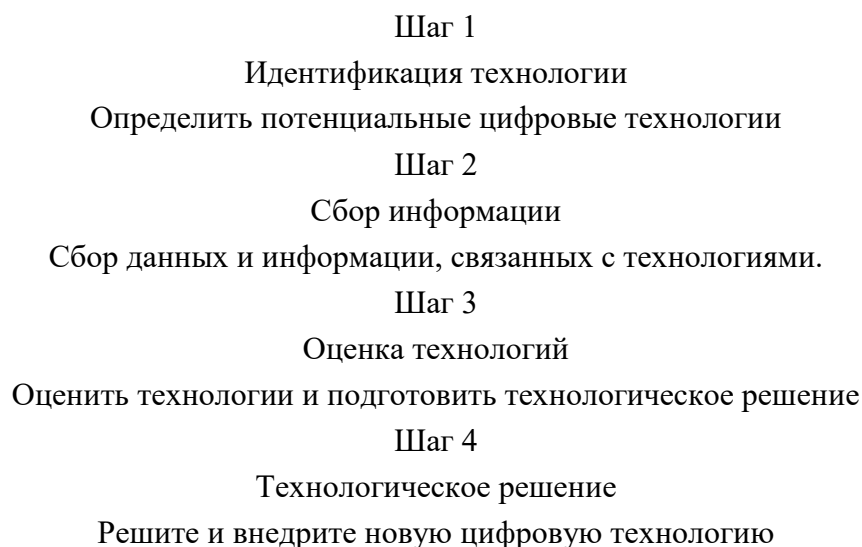 Шаг 1
Идентификация технологии
Определить потенциальные цифровые технологии
Шаг 2
Сбор информации
Сбор данных и информации, связанных с технологиями.
Шаг 3
Оценка технологий
Оценить технологии и подготовить технологическое решение
Шаг 4
Технологическое решение
Решите и внедрите новую цифровую технологию